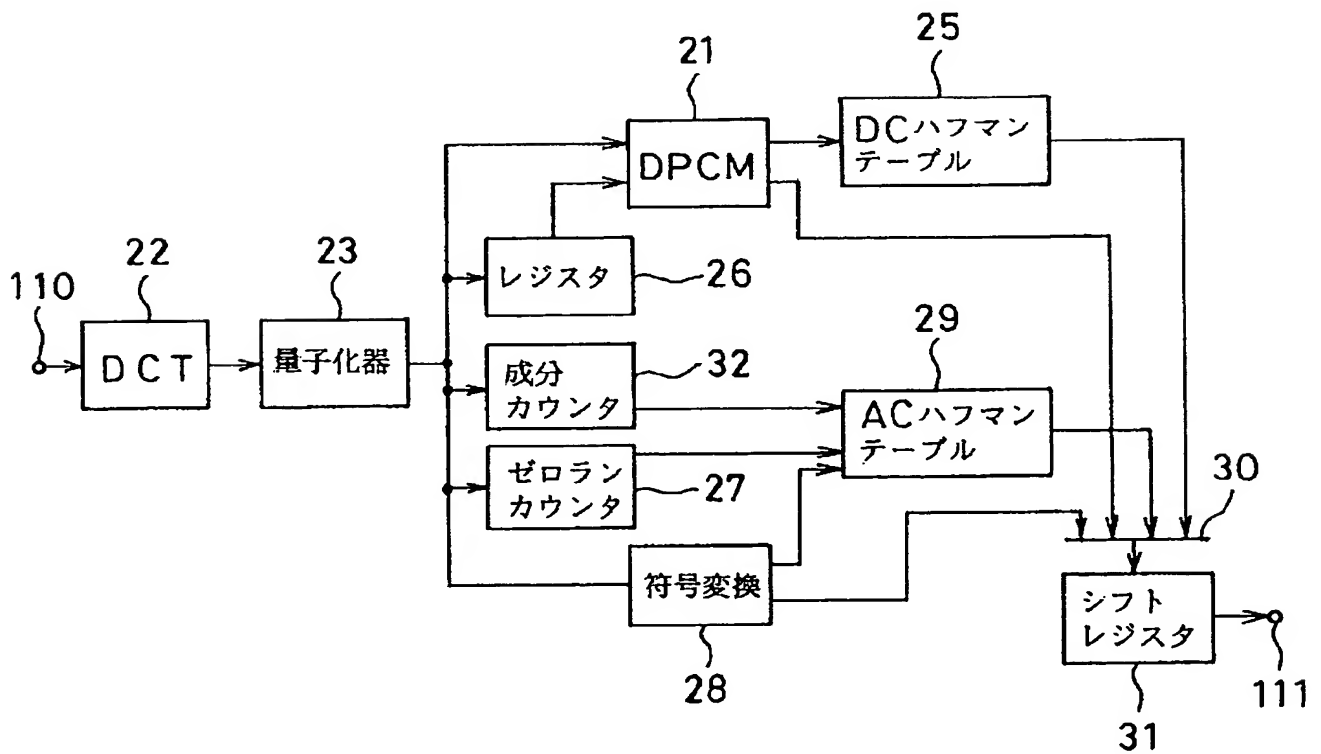 25
21
DCハフマン
テーブル
DPCM
22
23
110
レジスタ
26
29
DCT
量子化器
成分
カウンタ
32
ACハフマン
テーブル
ゼロラン
カウンタ
27
30
符号変換
シフト
レジスタ
28
111
31